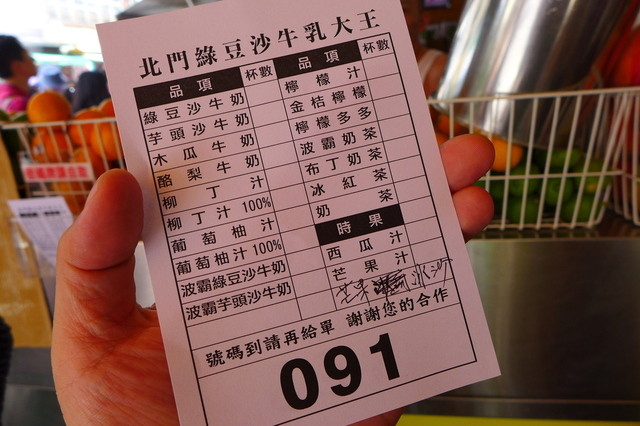 北門綠豆沙牛乳大王
品項 杯數 品項 杯數
綠豆沙牛奶 檸檬汁
芋頭沙牛奶 金桔檸檬
木瓜牛奶 檸檬多多
酪梨牛奶 波霸奶茶
柳丁汁 布丁奶茶
柳丁汁100% 冰紅茶
葡萄柚汁 奶茶
葡萄柚汁100% 時果
波霸綠豆沙牛奶 西瓜汁
波霸芋頭沙牛奶 芒果汁
芒果 冰沙
號碼到請再給單 謝謝您的合作
091